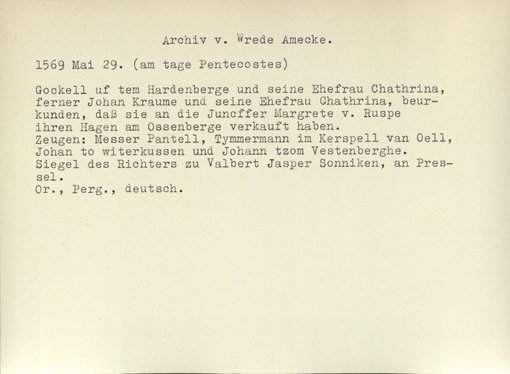 Archiv v. Wrede Amecke.
1569 Mai 29. (am tage Pentecostes)
Gockell uf tem Hardenberge und seine Ehefrau Chathrina,
ferner Johan Kraume und seine Ehefrau Chathrina, beur-
kunden, daß sie an die Juncffer Margrete v. Ruspe
ihren Hagen am Ossenberge verkauft haben.
Zeugen: Messer Pantell, Tymmermann im Kerspell van Oell,
Johan to witerkussen und Johann tzom Vestenberghe.
Siegel des Richters zu Valbert Jasper Sonniken, an Pres-
sel.
Or., Perg., deutsch.